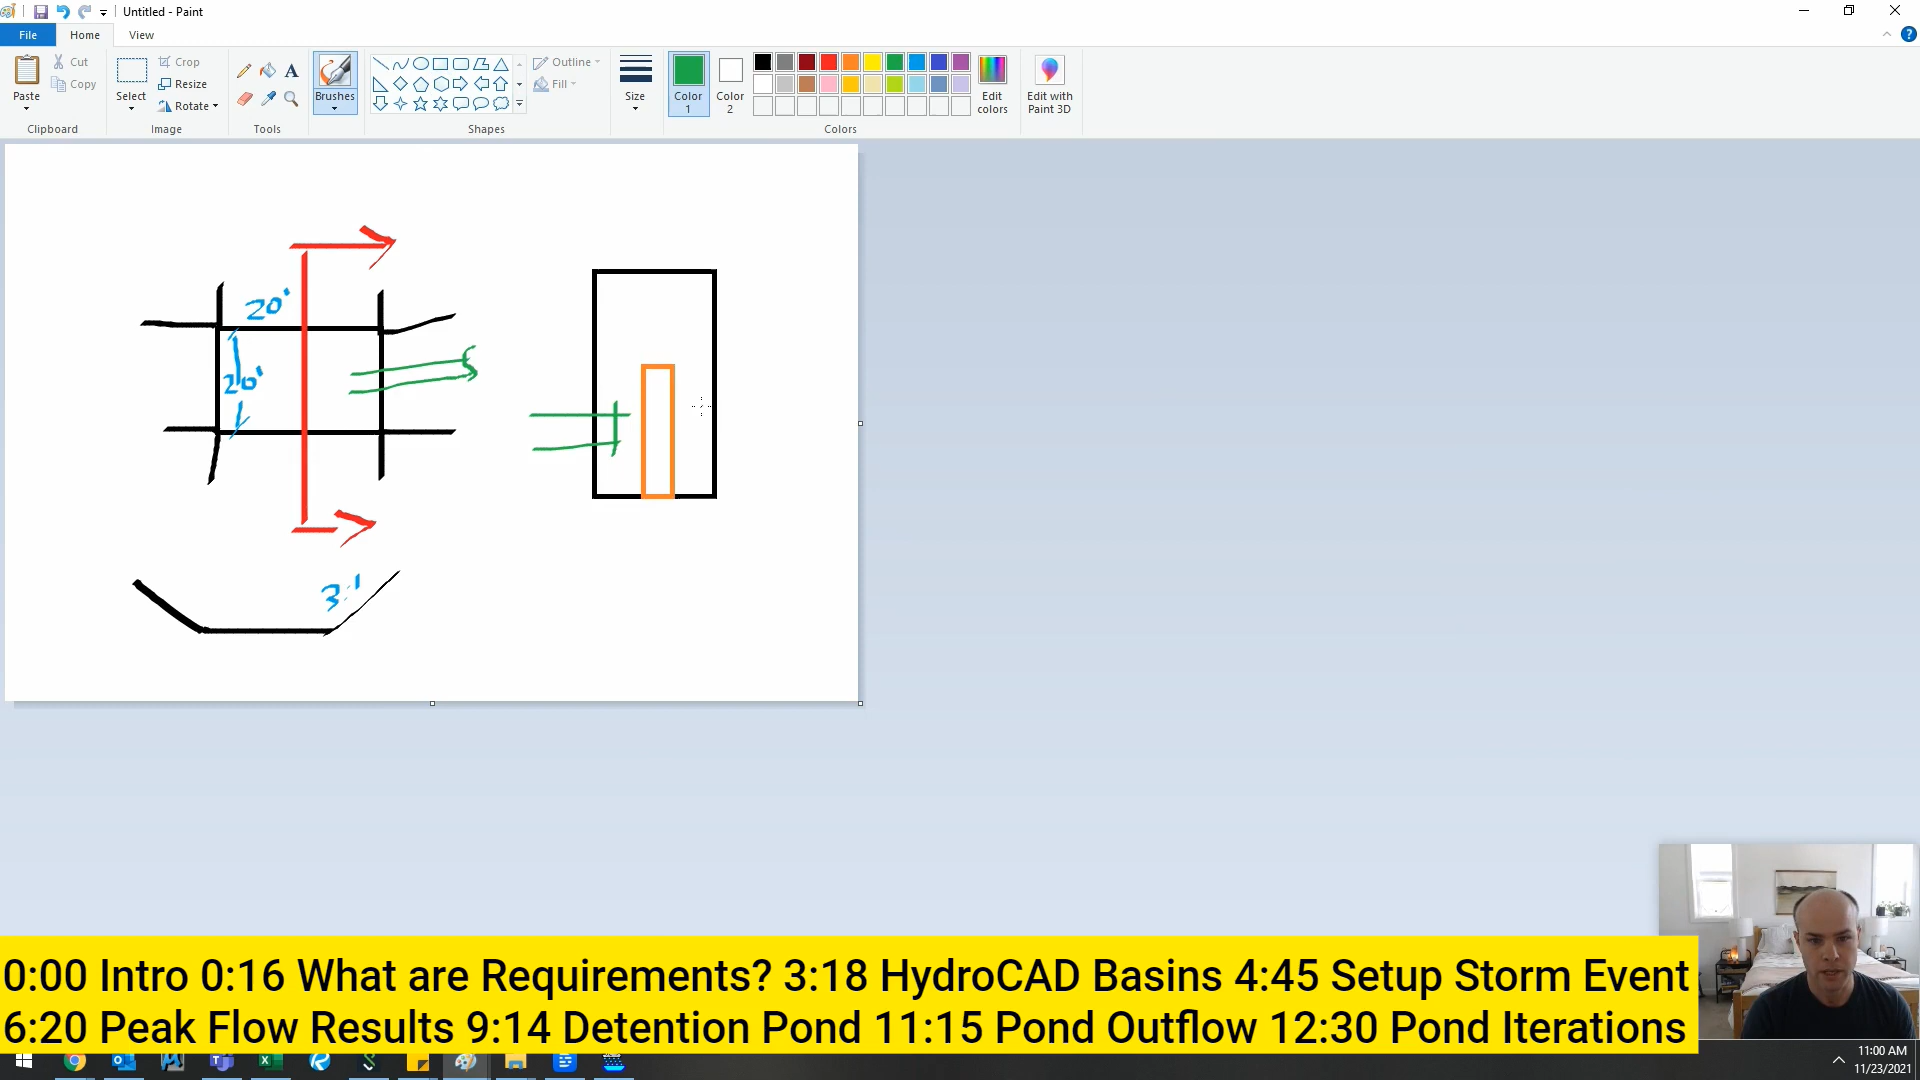 Untitled - Paint
File Home View
Paste
Cut
Copy
Clipboard
Select
Crop
Resize
Rotate
Image
Tools
Brushes
Outline
Fill
Shapes
Size
Color 1
Color 2
Edit colors
Colors
Edit with Paint 3D
20'
20'
3:1
0:00 Intro 0:16 What are Requirements? 3:18 HydroCAD Basins 4:45 Setup Storm Event
6:20 Peak Flow Results 9:14 Detention Pond 11:15 Pond Outflow 12:30 Pond Iterations
11:00 AM
11/23/2021